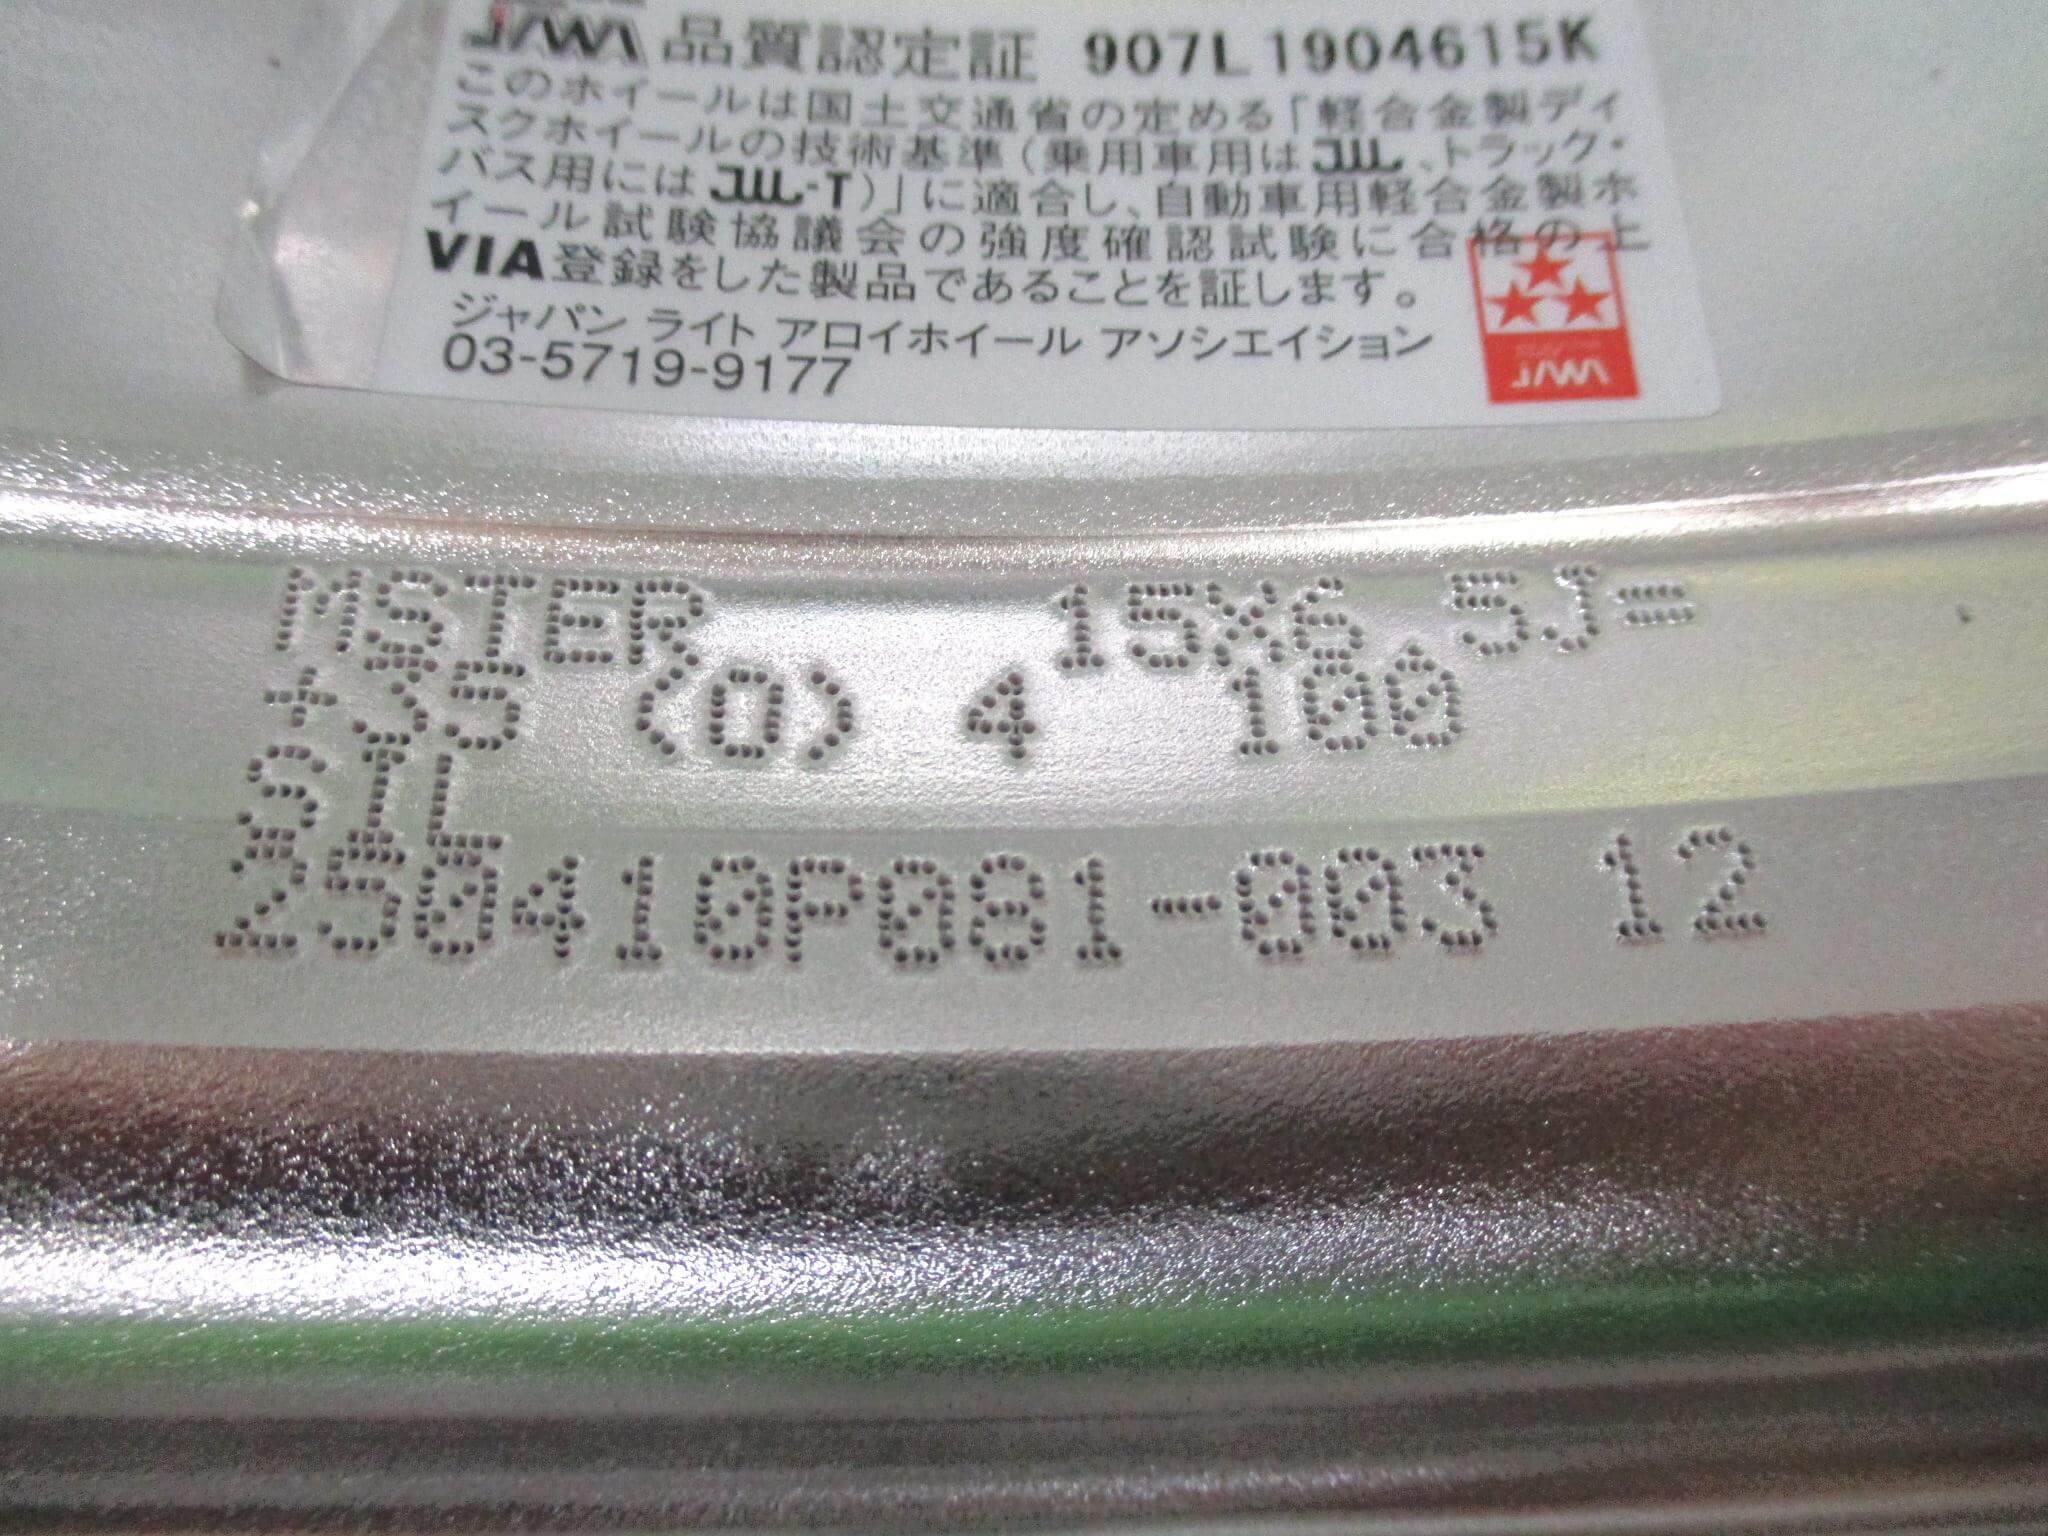 JAWA 品質認定証 907L1904615K
このホイールは国土交通省の定める「軽合金製ディ
スクホイールの技術基準(乗用車用はJWL、トラック・
バス用にはJWL-T)」に適合し、自動車用軽合金製ホ
イール試験協議会の強度確認試験に合格の上
VIA登録をした製品であることを証します。
ジャパン ライト アロイホイール アソシエイション
03-5719-9177
JAWA
MSTER 15X6.5J=
+35 (0) 4 100
SIL
250410P081-003 12